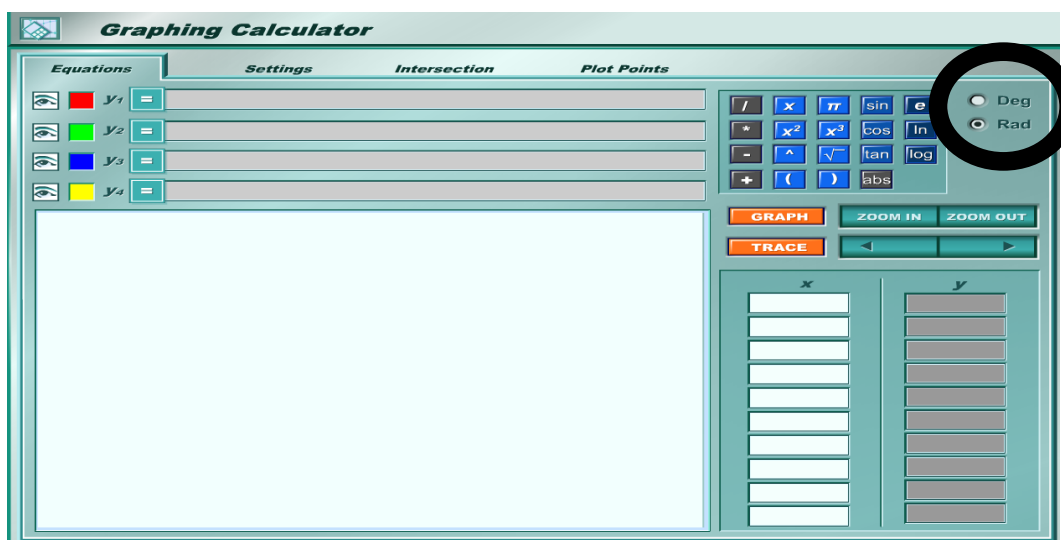 Graphing Calculator
Equations Settings Intersection Plot Points
y1 =
y2 =
y3 =
y4 =
/ x π sin e
* x² x³ cos ln
- ^ √ tan log
+ ( ) abs
Deg
Rad
GRAPH ZOOM IN ZOOM OUT
TRACE
x y